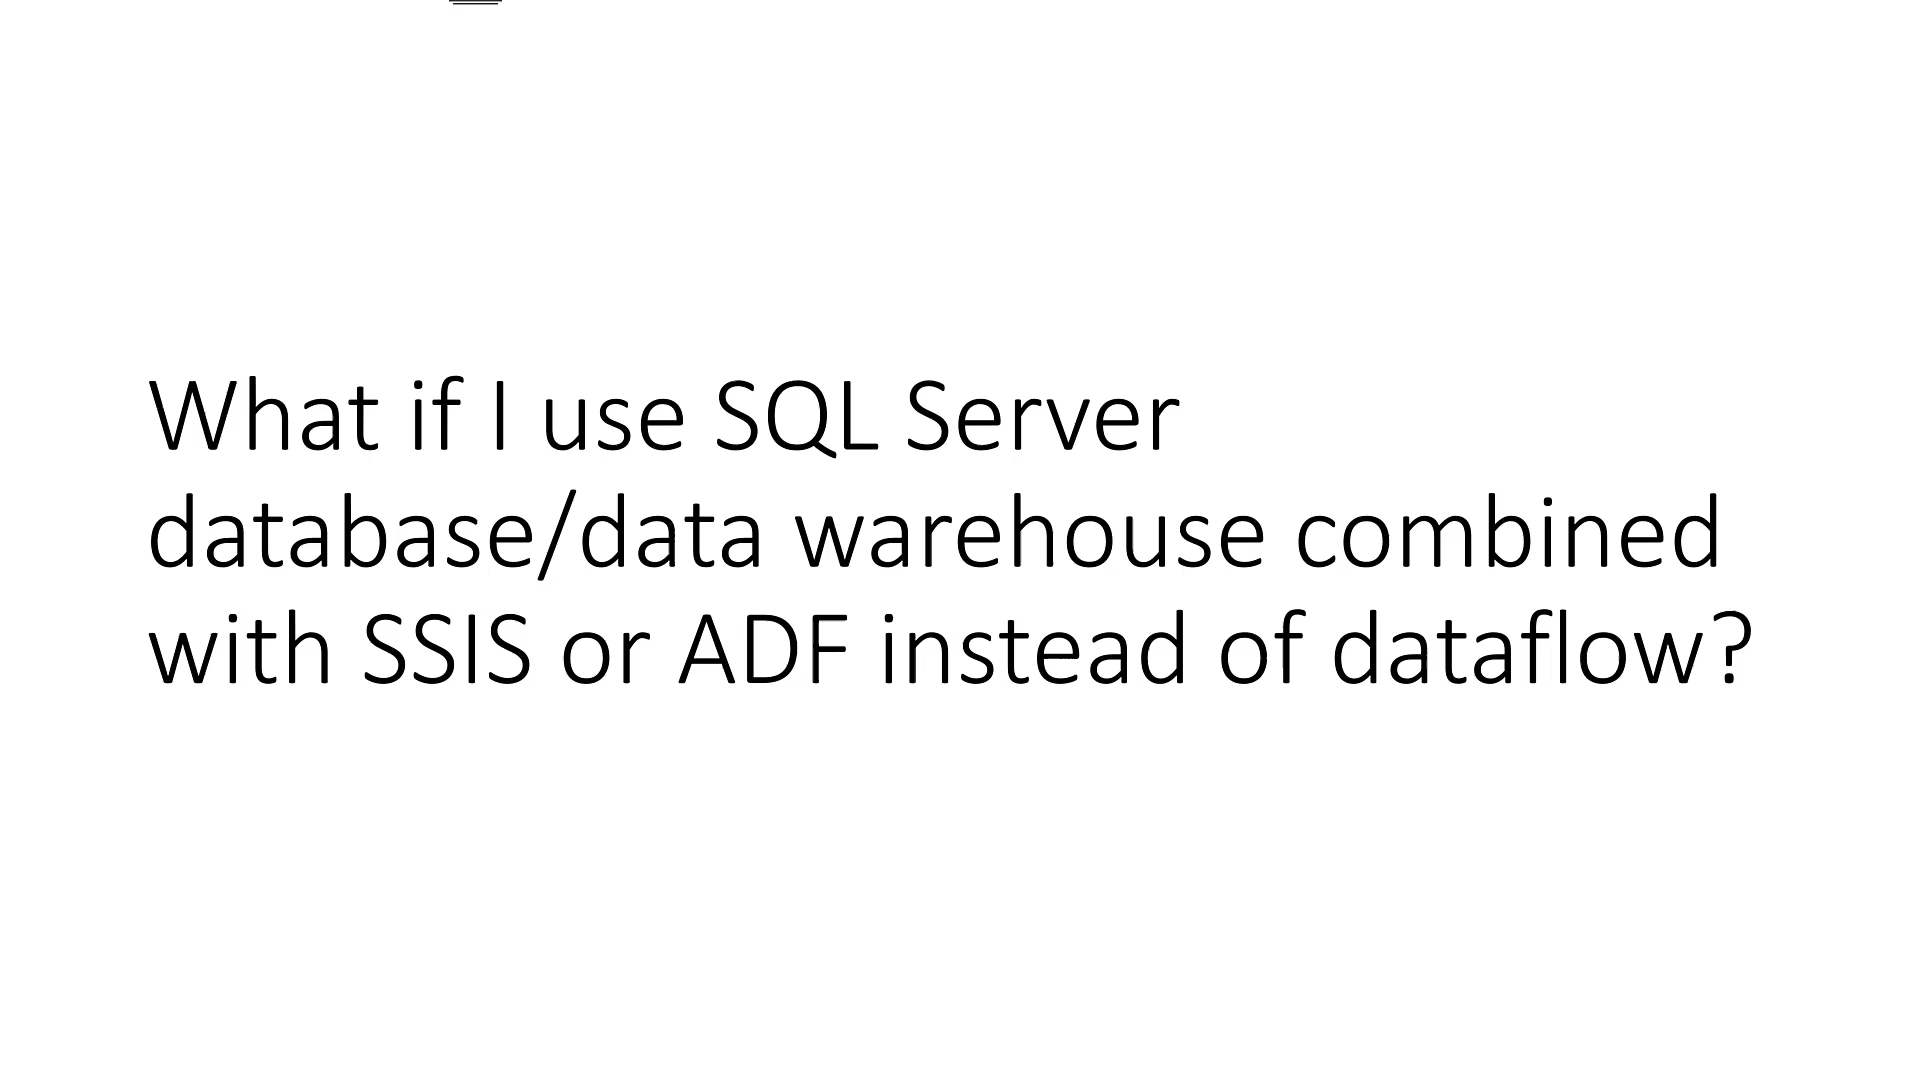 What if I use SQL Server
database/data warehouse combined
with SSIS or ADF instead of dataflow?